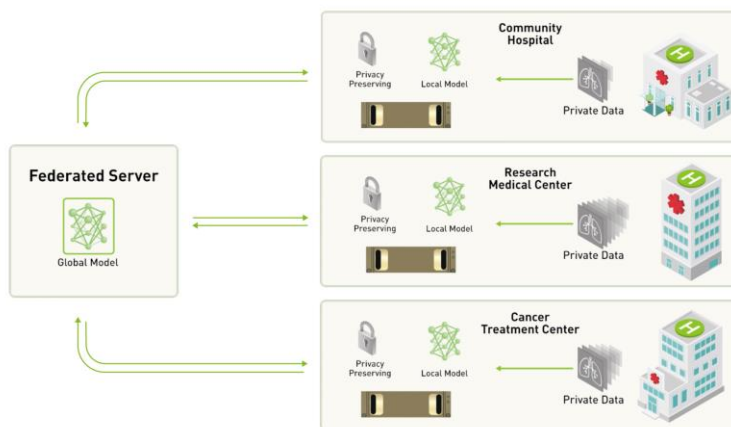 Community
Hospital
Privacy
Preserving
Local Model
Private Data
H
Federated Server
Global Model
Research
Medical Center
Privacy
Preserving
Local Model
Private Data
H
Cancer
Treatment Center
Privacy
Preserving
Local Model
Private Data
H